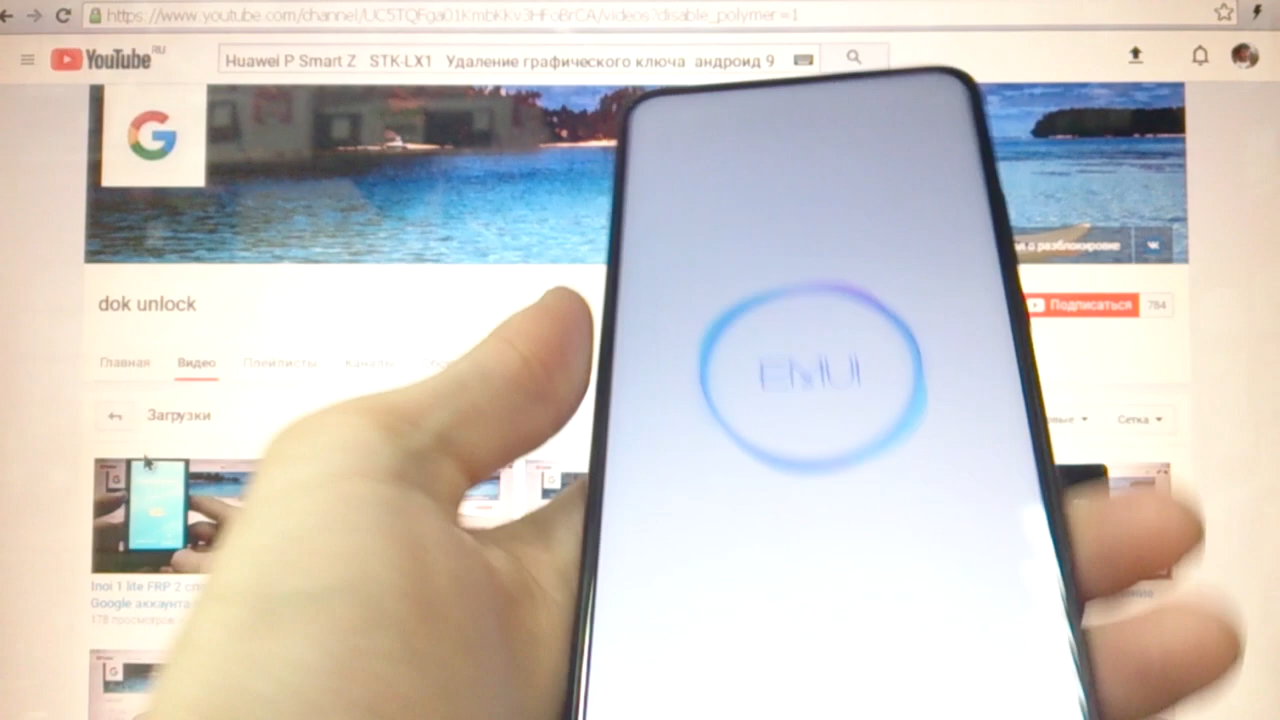 https://www.youtube.com/channel/UC5TQFga01KmbKKv3HFoBrCA/videos?disable_polymer=1
YouTube RU
Huawei P Smart Z STK-LX1 Удаление графического ключа андроид 9
G
о разблокировке
dok unlock
Подписаться 784
Главная Видео Плейлисты Каналы
EMUI
Загрузки
Сетка
Inoi 1 lite FRP 2
Google аккаунта
178 просмотров